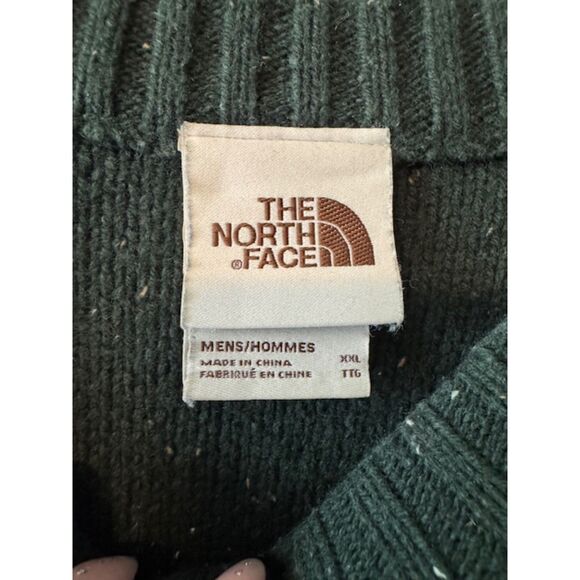 THE
NORTH
®FACE
MENS/HOMMES
MADE IN CHINA XXL
FABRIQUÉ EN CHINE TTG